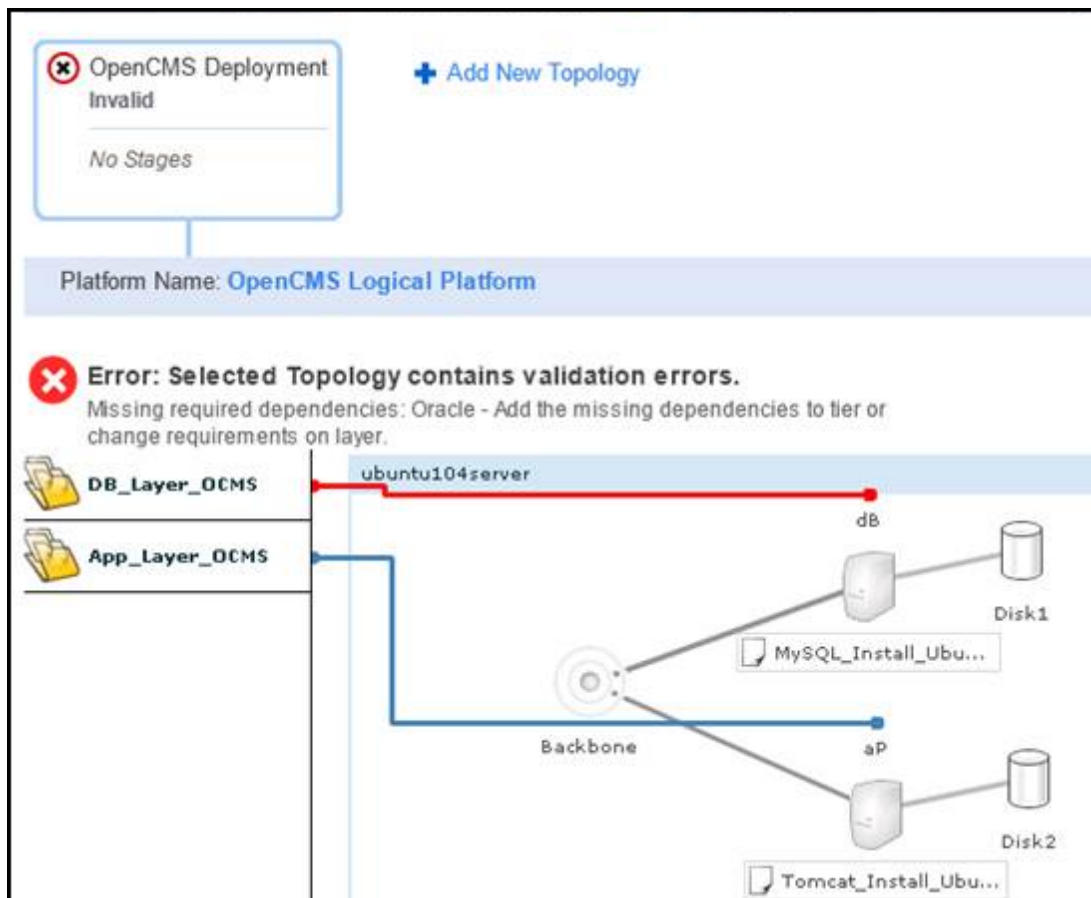 OpenCMS Deployment
Invalid
No Stages
Add New Topology
Platform Name: OpenCMS Logical Platform
Error: Selected Topology contains validation errors.
Missing required dependencies: Oracle - Add the missing dependencies to tier or
change requirements on layer.
DB_Layer_OCMS
App_Layer_OCMS
ubuntu104server
dB
Disk1
MySQL_Install_Ubu...
Backbone
aP
Disk2
Tomcat_Install_Ubu...